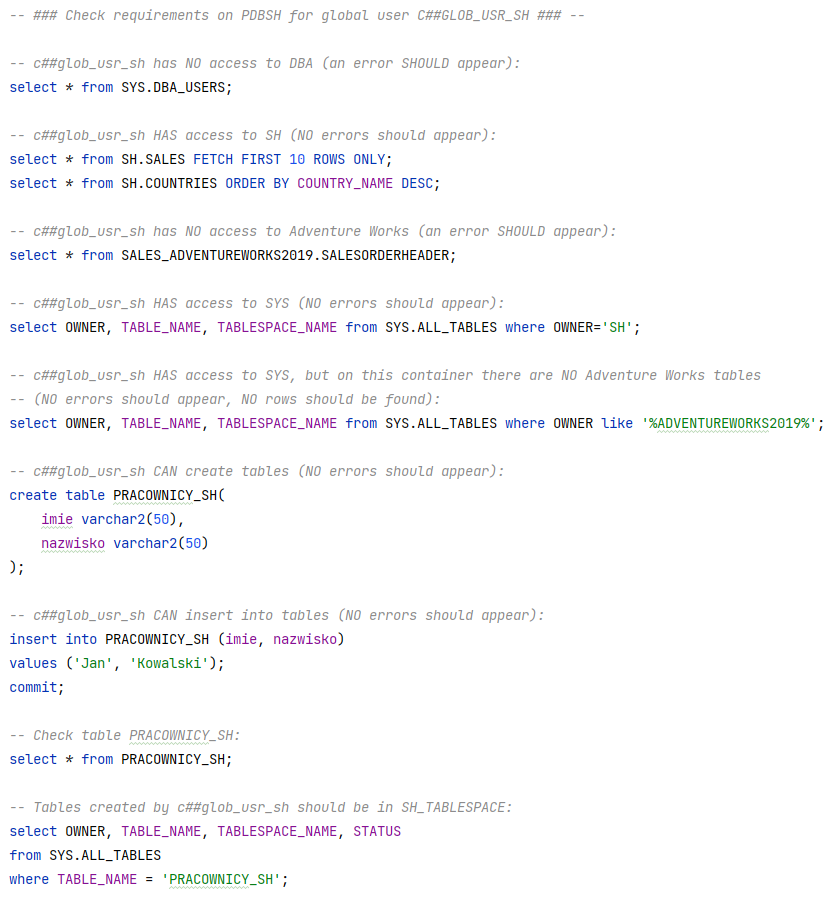 -- ### Check requirements on PDBSH for global user C##GLOB_USR_SH ### --
-- c##glob_usr_sh has NO access to DBA (an error SHOULD appear):
select * from SYS.DBA_USERS;
-- c##glob_usr_sh HAS access to SH (NO errors should appear):
select * from SH.SALES FETCH FIRST 10 ROWS ONLY;
select * from SH.COUNTRIES ORDER BY COUNTRY_NAME DESC;
-- c##glob_usr_sh has NO access to Adventure Works (an error SHOULD appear):
select * from SALES_ADVENTUREWORKS2019.SALESORDERHEADER;
-- c##glob_usr_sh HAS access to SYS (NO errors should appear):
select OWNER, TABLE_NAME, TABLESPACE_NAME from SYS.ALL_TABLES where OWNER='SH';
-- c##glob_usr_sh HAS access to SYS, but on this container there are NO Adventure Works tables
-- (NO errors should appear, NO rows should be found):
select OWNER, TABLE_NAME, TABLESPACE_NAME from SYS.ALL_TABLES where OWNER like '%ADVENTUREWORKS2019%';
-- c##glob_usr_sh CAN create tables (NO errors should appear):
create table PRACOWNICY_SH(
    imie varchar2(50),
    nazwisko varchar2(50)
);
-- c##glob_usr_sh CAN insert into tables (NO errors should appear):
insert into PRACOWNICY_SH (imie, nazwisko)
values ('Jan', 'Kowalski');
commit;
-- Check table PRACOWNICY_SH:
select * from PRACOWNICY_SH;
-- Tables created by c##glob_usr_sh should be in SH_TABLESPACE:
select OWNER, TABLE_NAME, TABLESPACE_NAME, STATUS
from SYS.ALL_TABLES
where TABLE_NAME = 'PRACOWNICY_SH';